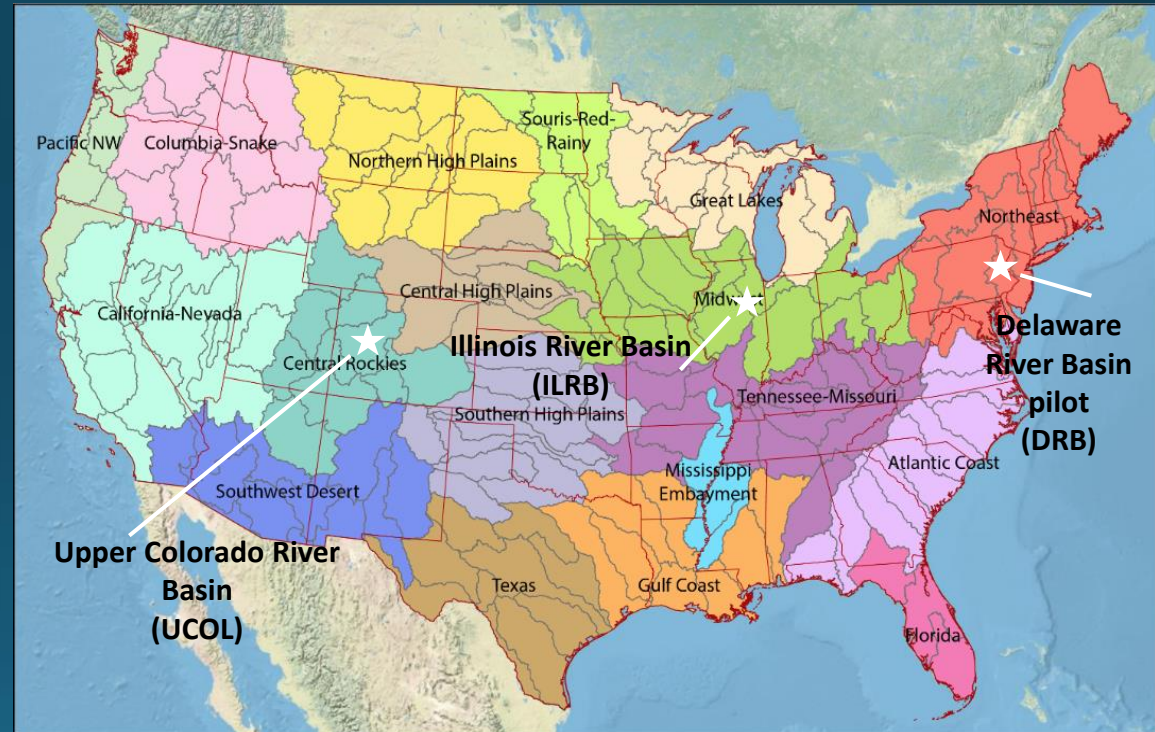 Pacific NW
Columbia-Snake
Northern High Plains
Souris-Red-
Rainy
Great Lakes
Northeast
California-Nevada
Central Rockies
Central High Plains
Midwest
Illinois River Basin
(ILRB)
Delaware
River Basin
pilot
(DRB)
Southern High Plains
Tennessee-Missouri
Atlantic Coast
Mississippi
Embayment
Southwest Desert
Upper Colorado River
Basin
(UCOL)
Texas
Gulf Coast
Florida